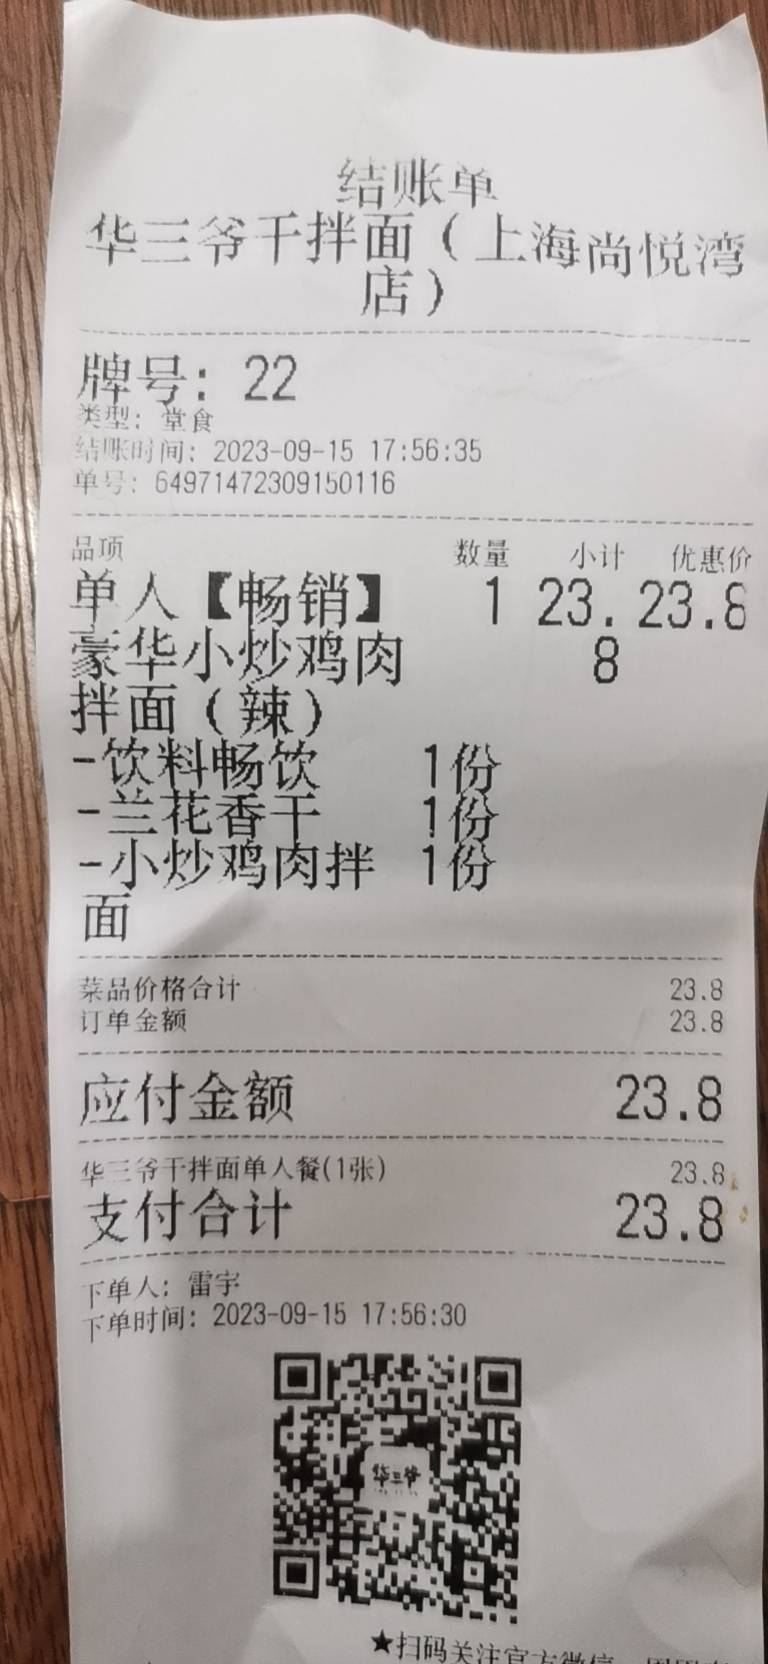 结账单
华三爷干拌面（上海尚悦湾
店）
牌号：22
类型：堂食
结账时间：2023-09-15 17:56:35
单号：64971472309150116
品项 数量 小计 优惠价
单人【畅销】 1 23. 23.8
豪华小炒鸡肉 8
拌面（辣）
-饮料畅饮 1份
-兰花香干 1份
-小炒鸡肉拌 1份
面
菜品价格合计 23.8
订单金额 23.8
应付金额 23.8
华三爷干拌面单人餐(1张) 23.8
支付合计 23.8
下单人：雷宇
下单时间：2023-09-15 17:56:30
华三爷
★扫码关注官方微信